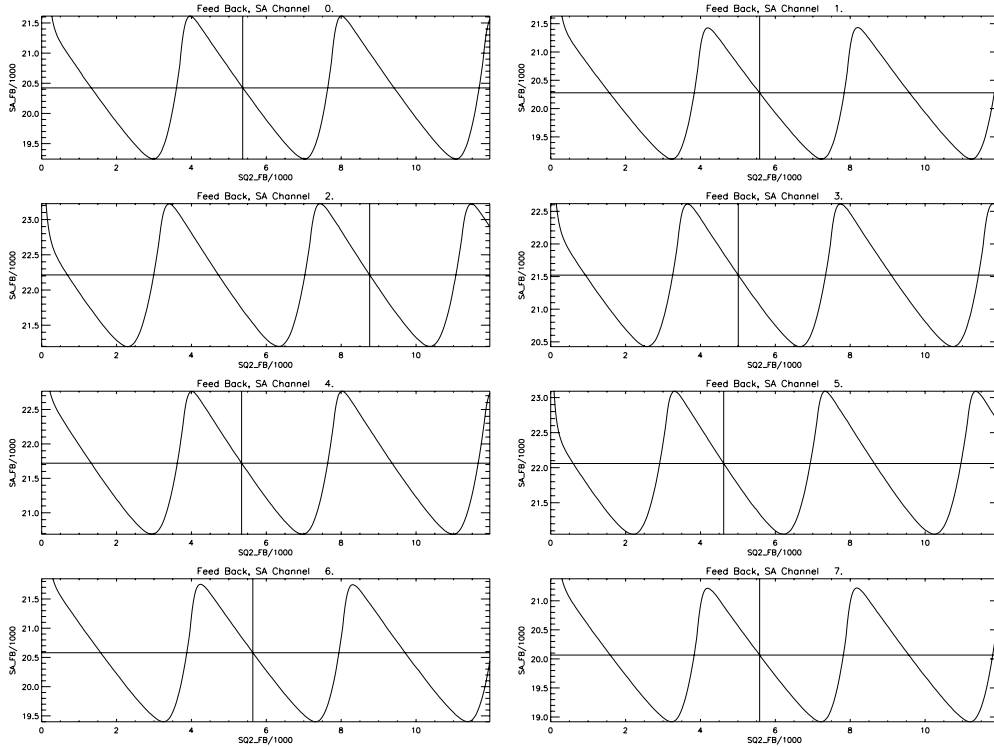 Feed Back, SA Channel 0.
SA_FB/1000
21.5
21.0
20.5
20.0
19.5
0 2 4 6 8 10
SQ2_FB/1000
Feed Back, SA Channel 1.
SA_FB/1000
21.5
21.0
20.5
20.0
19.5
0 2 4 6 8 10
SQ2_FB/1000
Feed Back, SA Channel 2.
SA_FB/1000
23.0
22.5
22.0
21.5
0 2 4 6 8 10
SQ2_FB/1000
Feed Back, SA Channel 3.
SA_FB/1000
22.5
22.0
21.5
21.0
20.5
0 2 4 6 8 10
SQ2_FB/1000
Feed Back, SA Channel 4.
SA_FB/1000
22.5
22.0
21.5
21.0
0 2 4 6 8 10
SQ2_FB/1000
Feed Back, SA Channel 5.
SA_FB/1000
23.0
22.5
22.0
21.5
0 2 4 6 8 10
SQ2_FB/1000
Feed Back, SA Channel 6.
SA_FB/1000
21.5
21.0
20.5
20.0
19.5
0 2 4 6 8 10
SQ2_FB/1000
Feed Back, SA Channel 7.
SA_FB/1000
21.0
20.5
20.0
19.5
19.0
0 2 4 6 8 10
SQ2_FB/1000